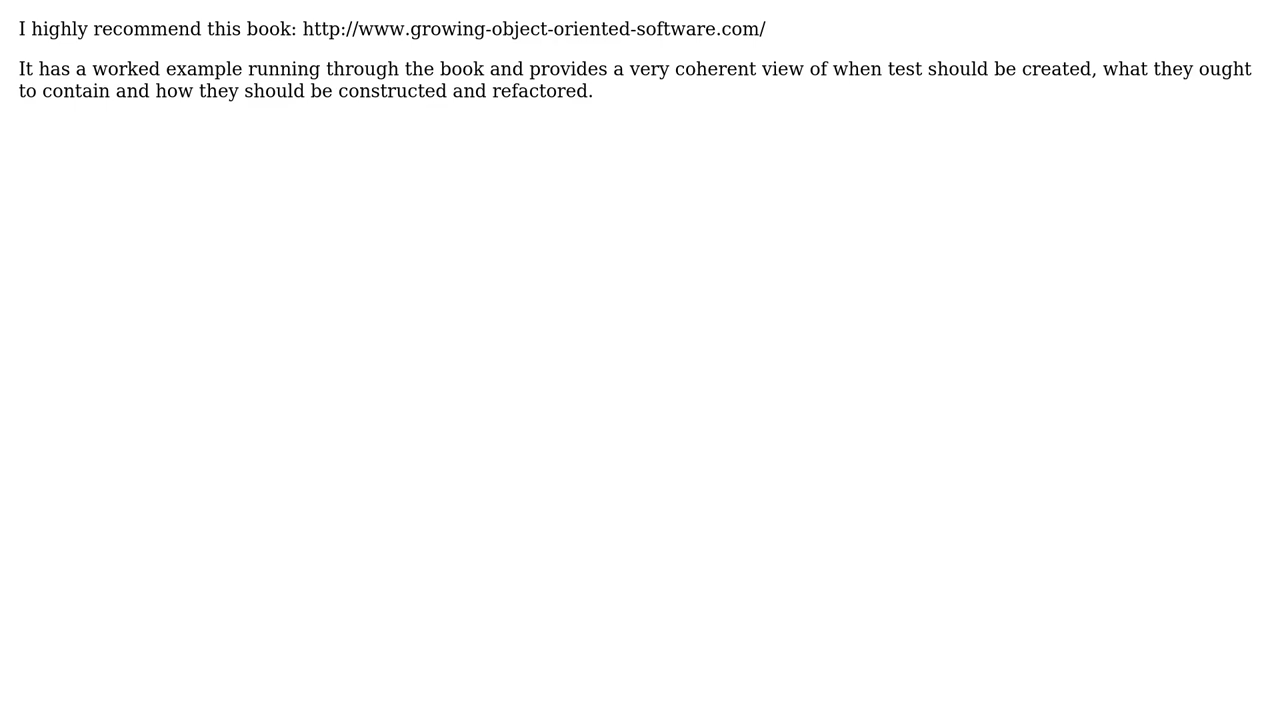 I highly recommend this book: http://www.growing-object-oriented-software.com/
It has a worked example running through the book and provides a very coherent view of when test should be created, what they ought
to contain and how they should be constructed and refactored.